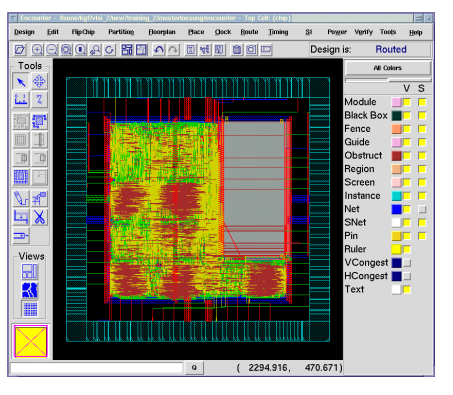 Encounter - /home/kgf/vlsi_2/new/training_2/musterloesung/encounter - Top Cell: (chip)
Design Edit FlipChip Partition Floorplan Place Clock Route Timing SI Power Verify Tools Help
Design is: Routed
Tools
All Colors
V S
Module
Black Box
Fence
Guide
Obstruct
Region
Screen
Instance
Net
SNet
Pin
Ruler
VCongest
HCongest
Text
Views
Q
( 2294.916, 470.671)